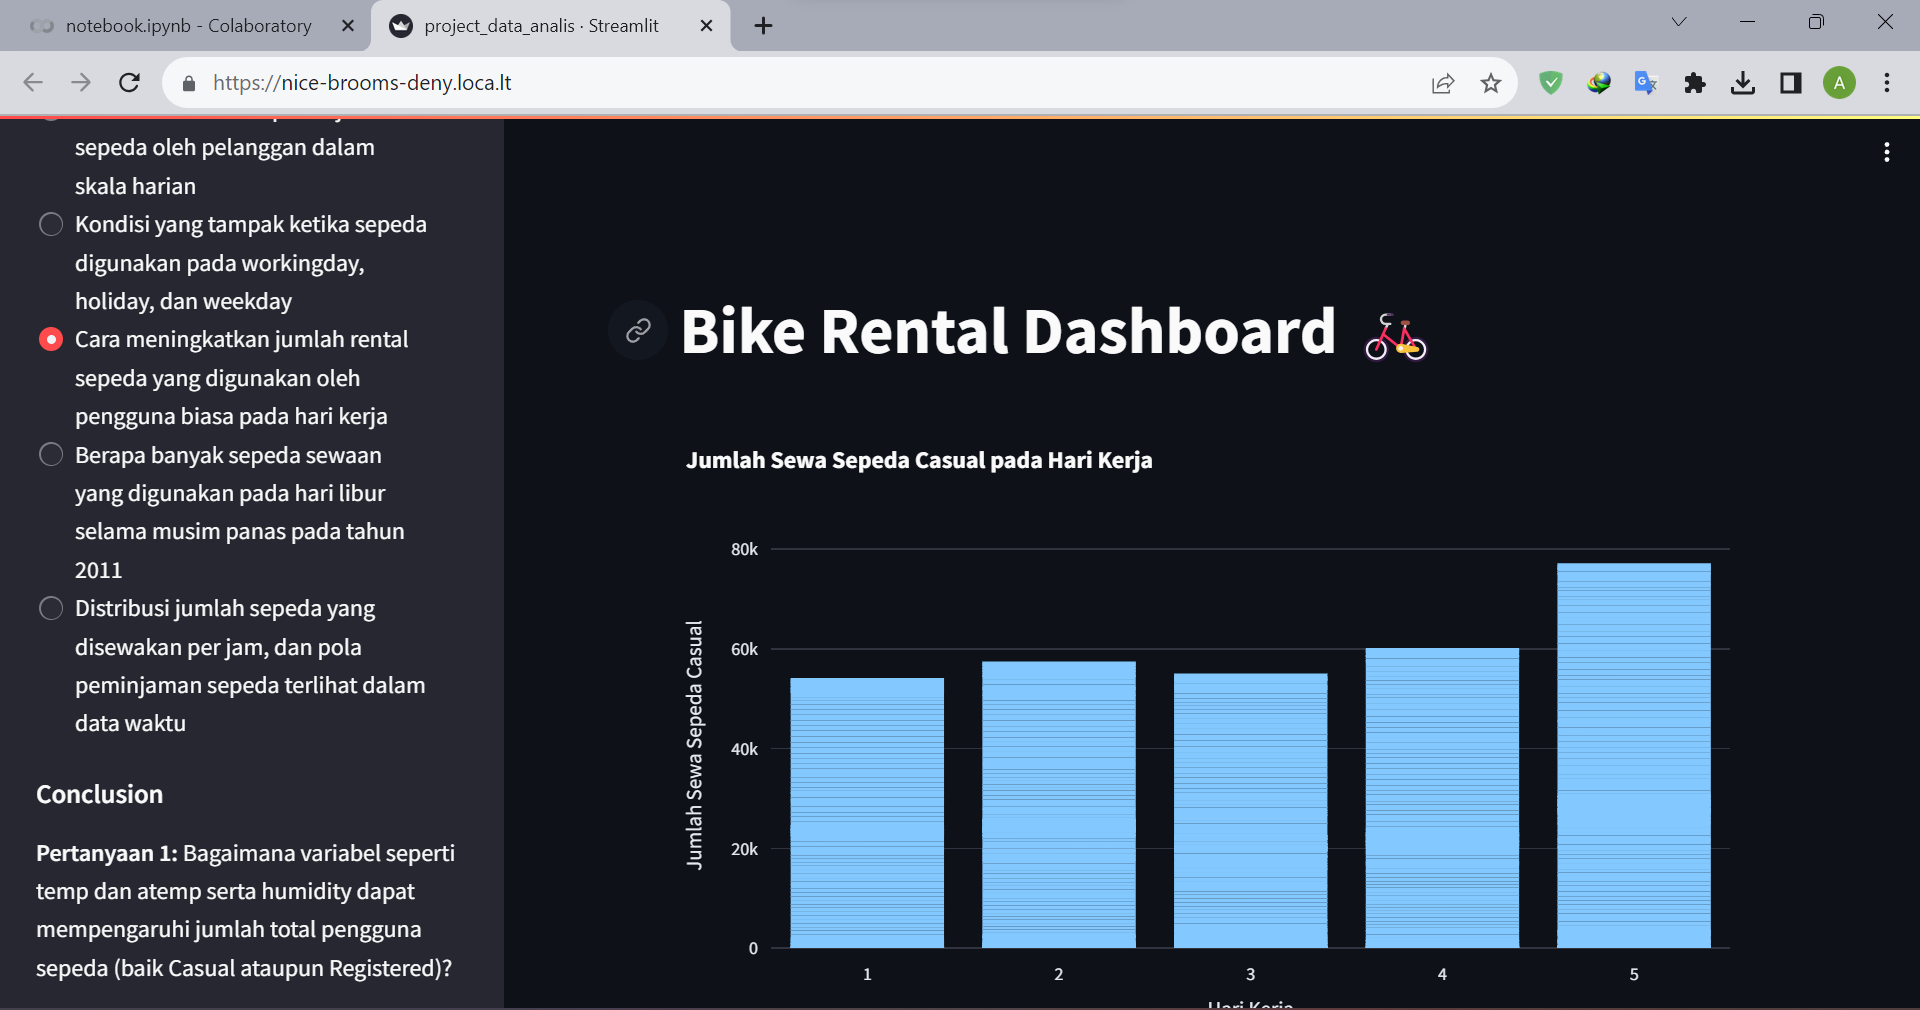 notebook.ipynb - Colaboratory
project_data_analis · Streamlit
https://nice-brooms-deny.loca.lt
A
sepeda oleh pelanggan dalam
skala harian
Kondisi yang tampak ketika sepeda
digunakan pada workingday,
holiday, dan weekday
Cara meningkatkan jumlah rental
sepeda yang digunakan oleh
pengguna biasa pada hari kerja
Berapa banyak sepeda sewaan
yang digunakan pada hari libur
selama musim panas pada tahun
2011
Distribusi jumlah sepeda yang
disewakan per jam, dan pola
peminjaman sepeda terlihat dalam
data waktu
Conclusion
Pertanyaan 1: Bagaimana variabel seperti
temp dan atemp serta humidity dapat
mempengaruhi jumlah total pengguna
sepeda (baik Casual ataupun Registered)?
Bike Rental Dashboard
Jumlah Sewa Sepeda Casual pada Hari Kerja
Jumlah Sewa Sepeda Casual
80k
60k
40k
20k
0
1 2 3 4 5
Hari Kerja